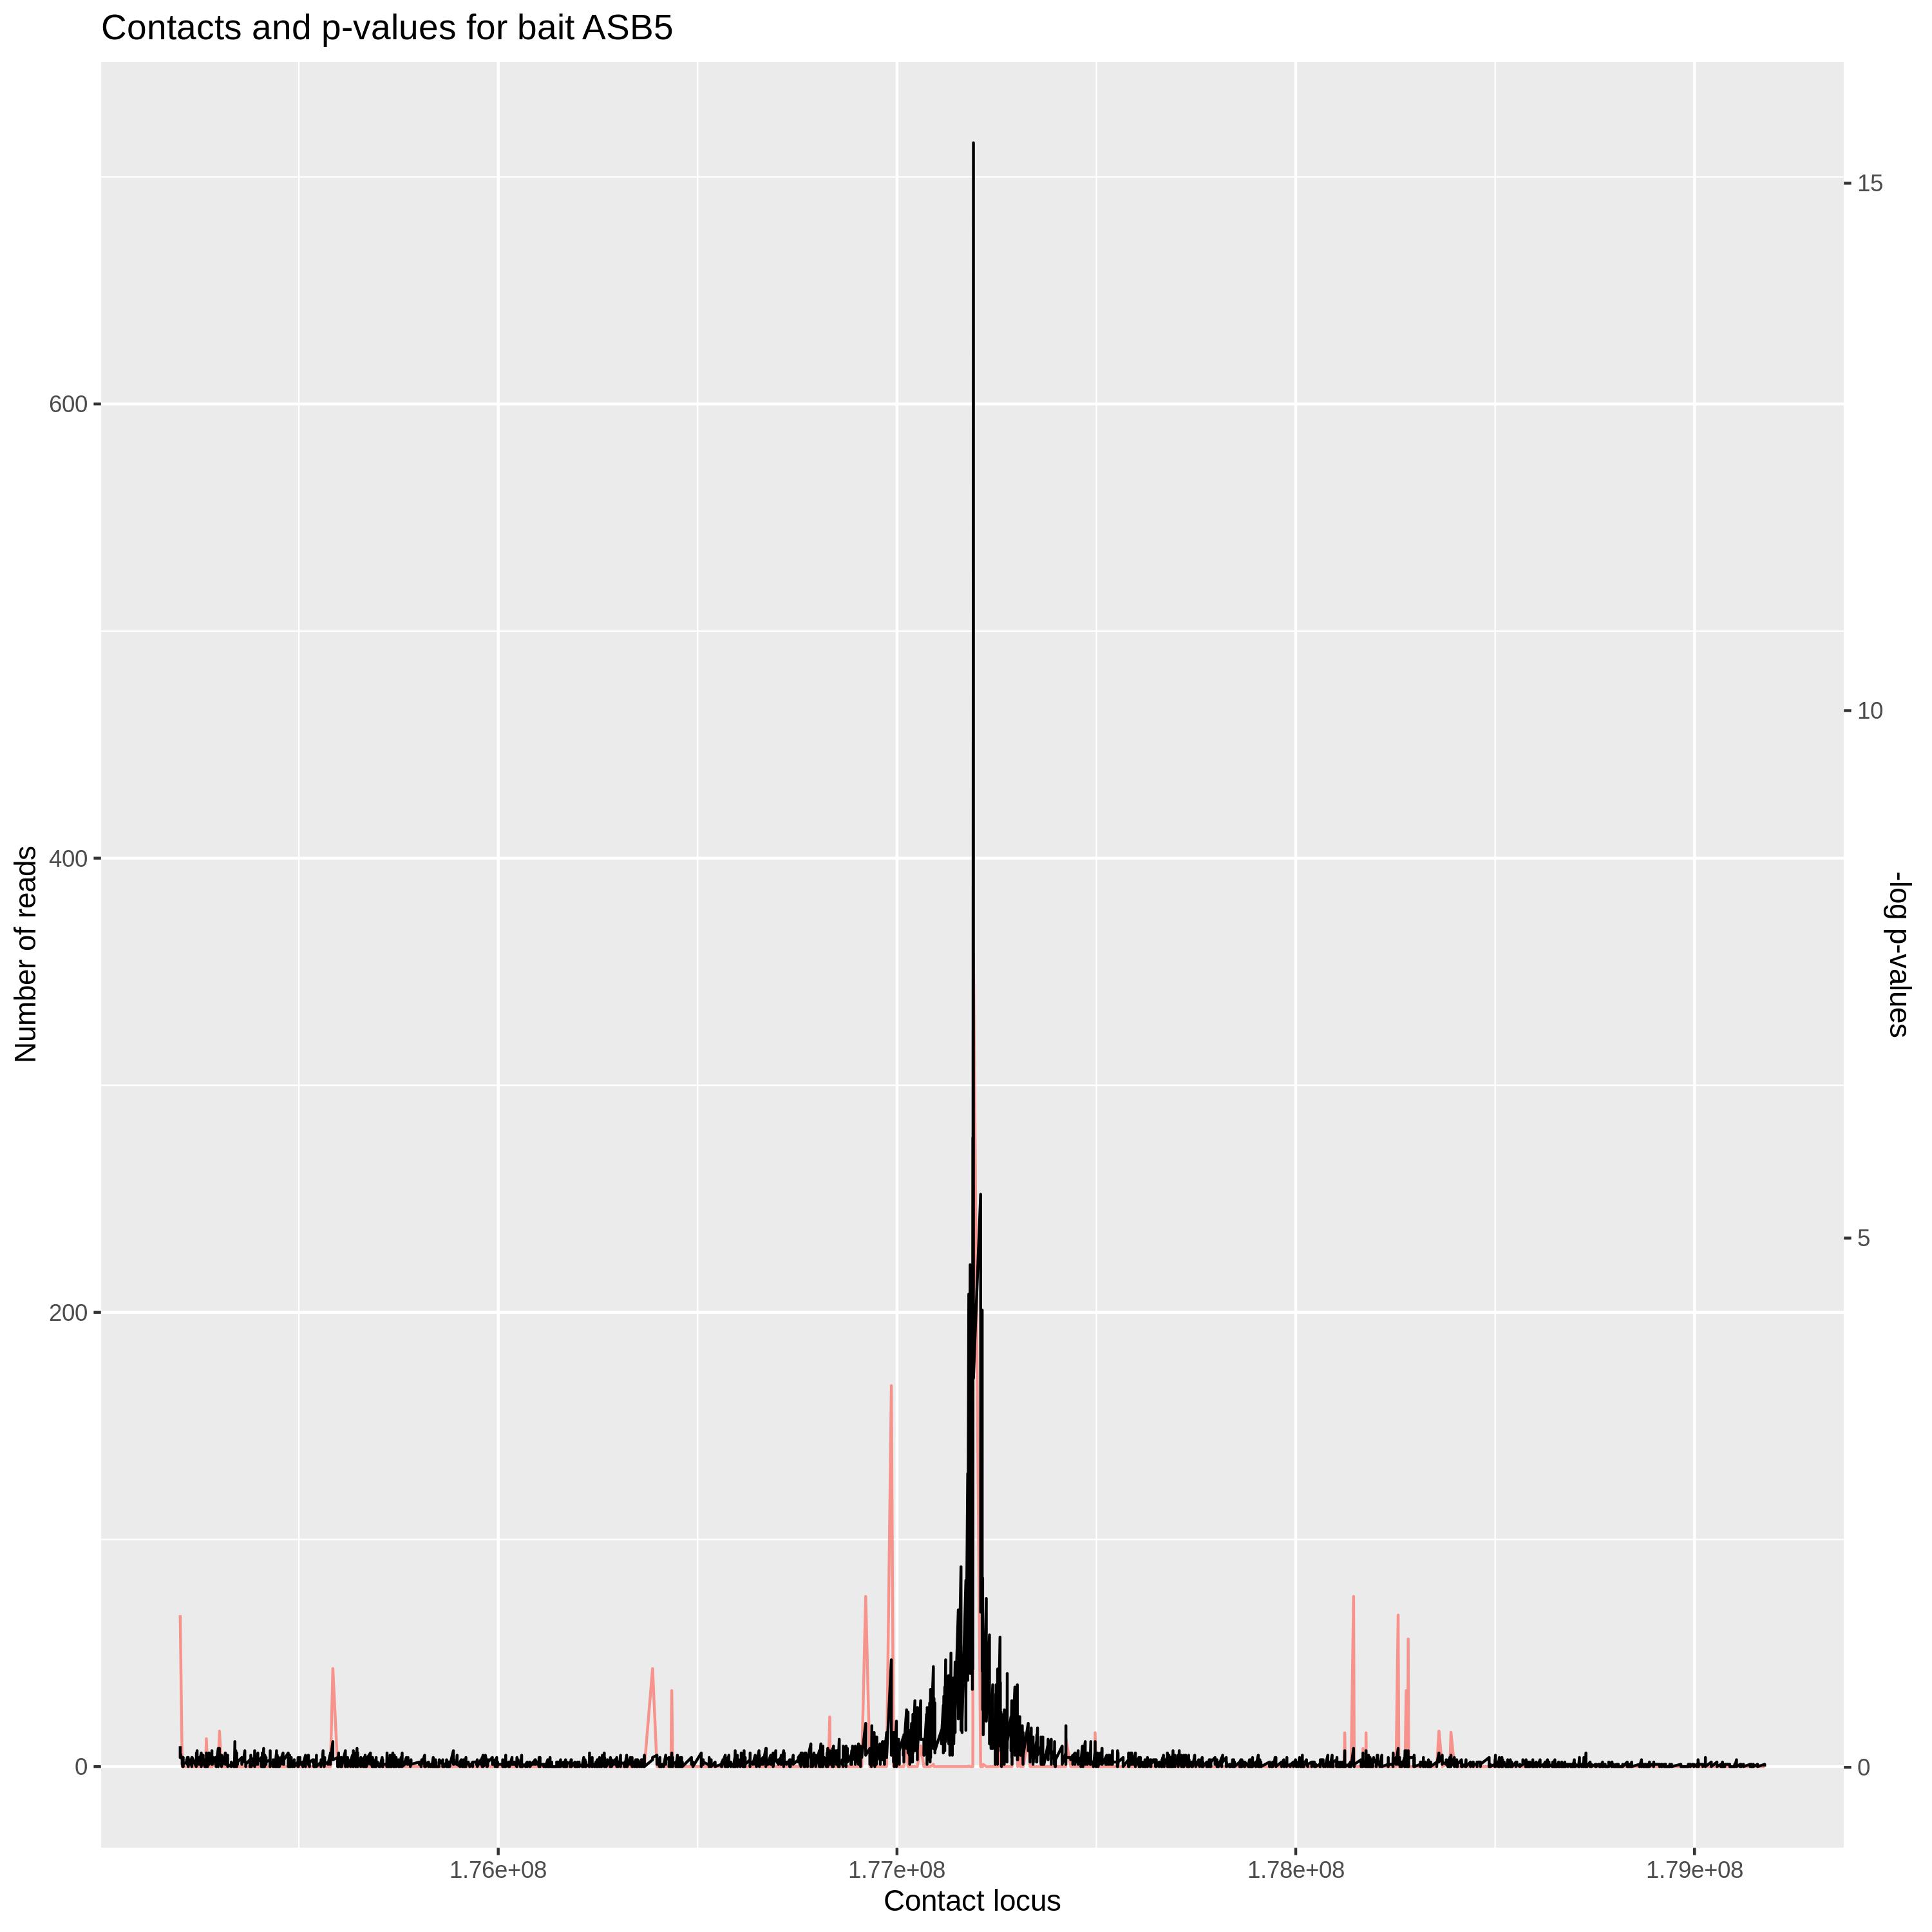 Contacts and p-values for bait ASB5
15
600
10
400
Number of reads
-log p-values
5
200
0
0
1.76e+08
1.77e+08
1.78e+08
1.79e+08
Contact locus